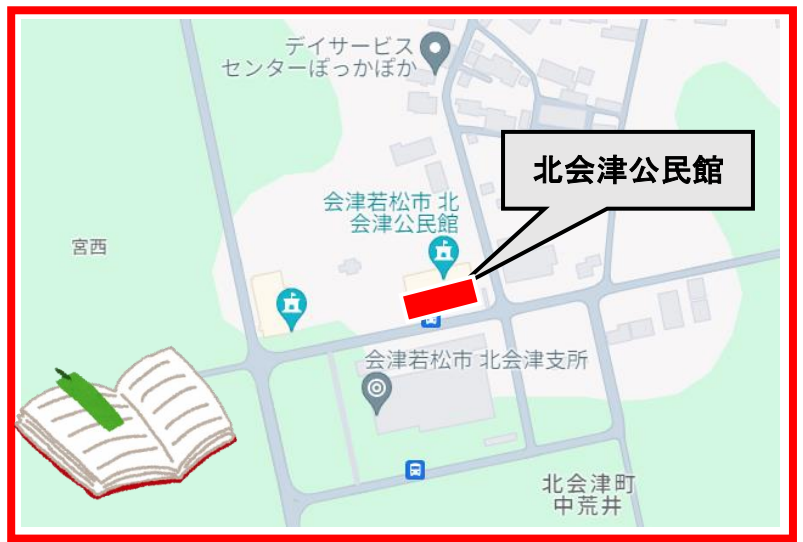 デイサービス
センターぽっかぽか
北会津公民館
会津若松市 北
会津公民館
宮西
会津若松市 北会津支所
北会津町
中荒井